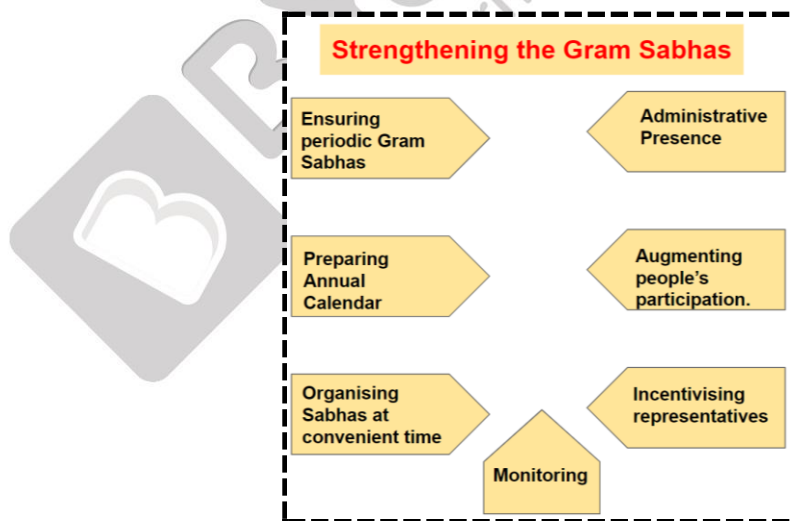 Strengthening the Gram Sabhas
Ensuring
periodic Gram
Sabhas
Administrative
Presence
Preparing
Annual
Calendar
Augmenting
people's
participation.
Organising
Sabhas at
convenient time
Incentivising
representatives
Monitoring